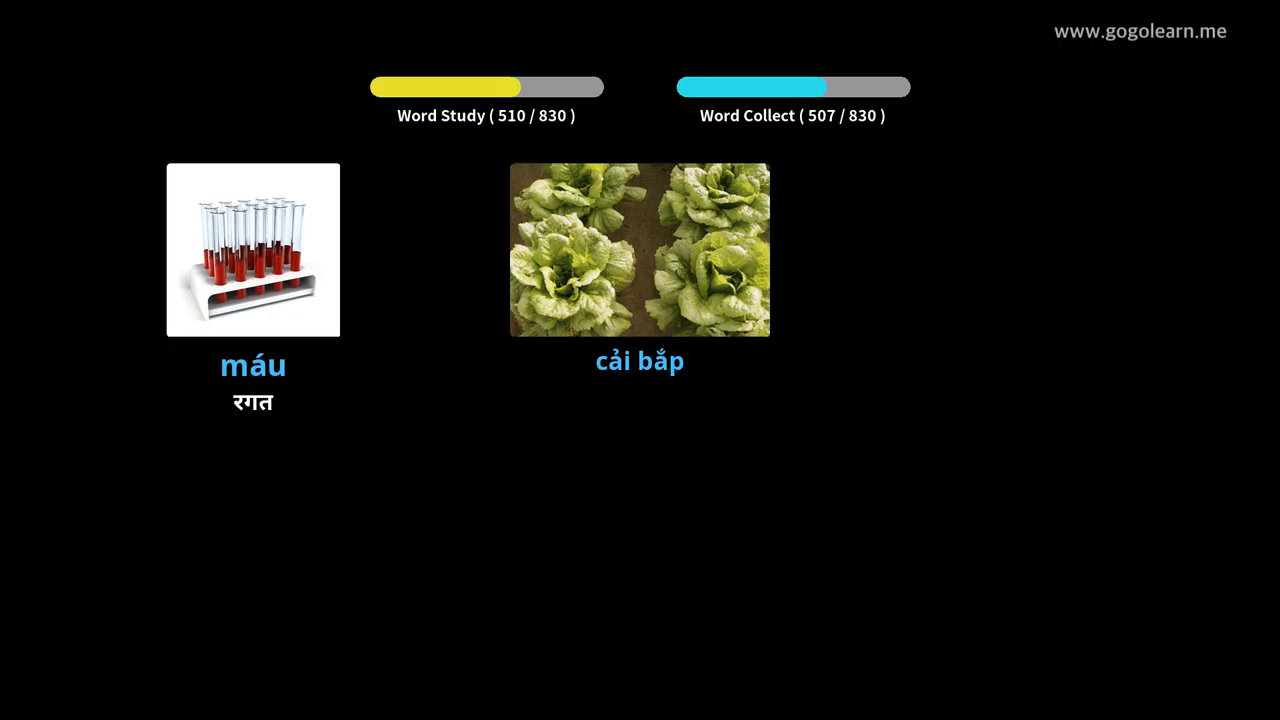 www.gogolearn.me
Word Study ( 510 / 830 )
Word Collect ( 507 / 830 )
máu
रगत
cải bắp